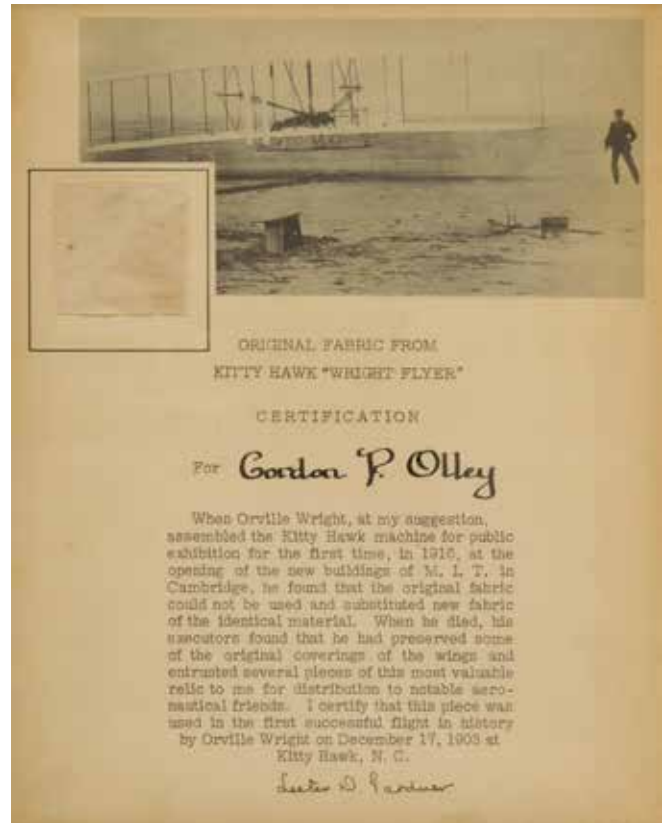 ORIGINAL FABRIC FROM
KITTY HAWK "WRIGHT FLYER"
CERTIFICATION
For Gordon P. Olley
When Orville Wright, at my suggestion,
assembled the Kitty Hawk machine for public
exhibition for the first time, in 1916, at the
opening of the new buildings of M. I. T. in
Cambridge, he found that the original fabric
could not be used and substituted new fabric
of the identical material. When he died, his
executors found that he had preserved some
of the original coverings of the wings and
entrusted several pieces of this most valuable
relic to me for distribution to notable aero-
nautical friends. I certify that this piece was
used in the first successful flight in history
by Orville Wright on December 17, 1903 at
Kitty Hawk, N. C.
Lester D. Gardner